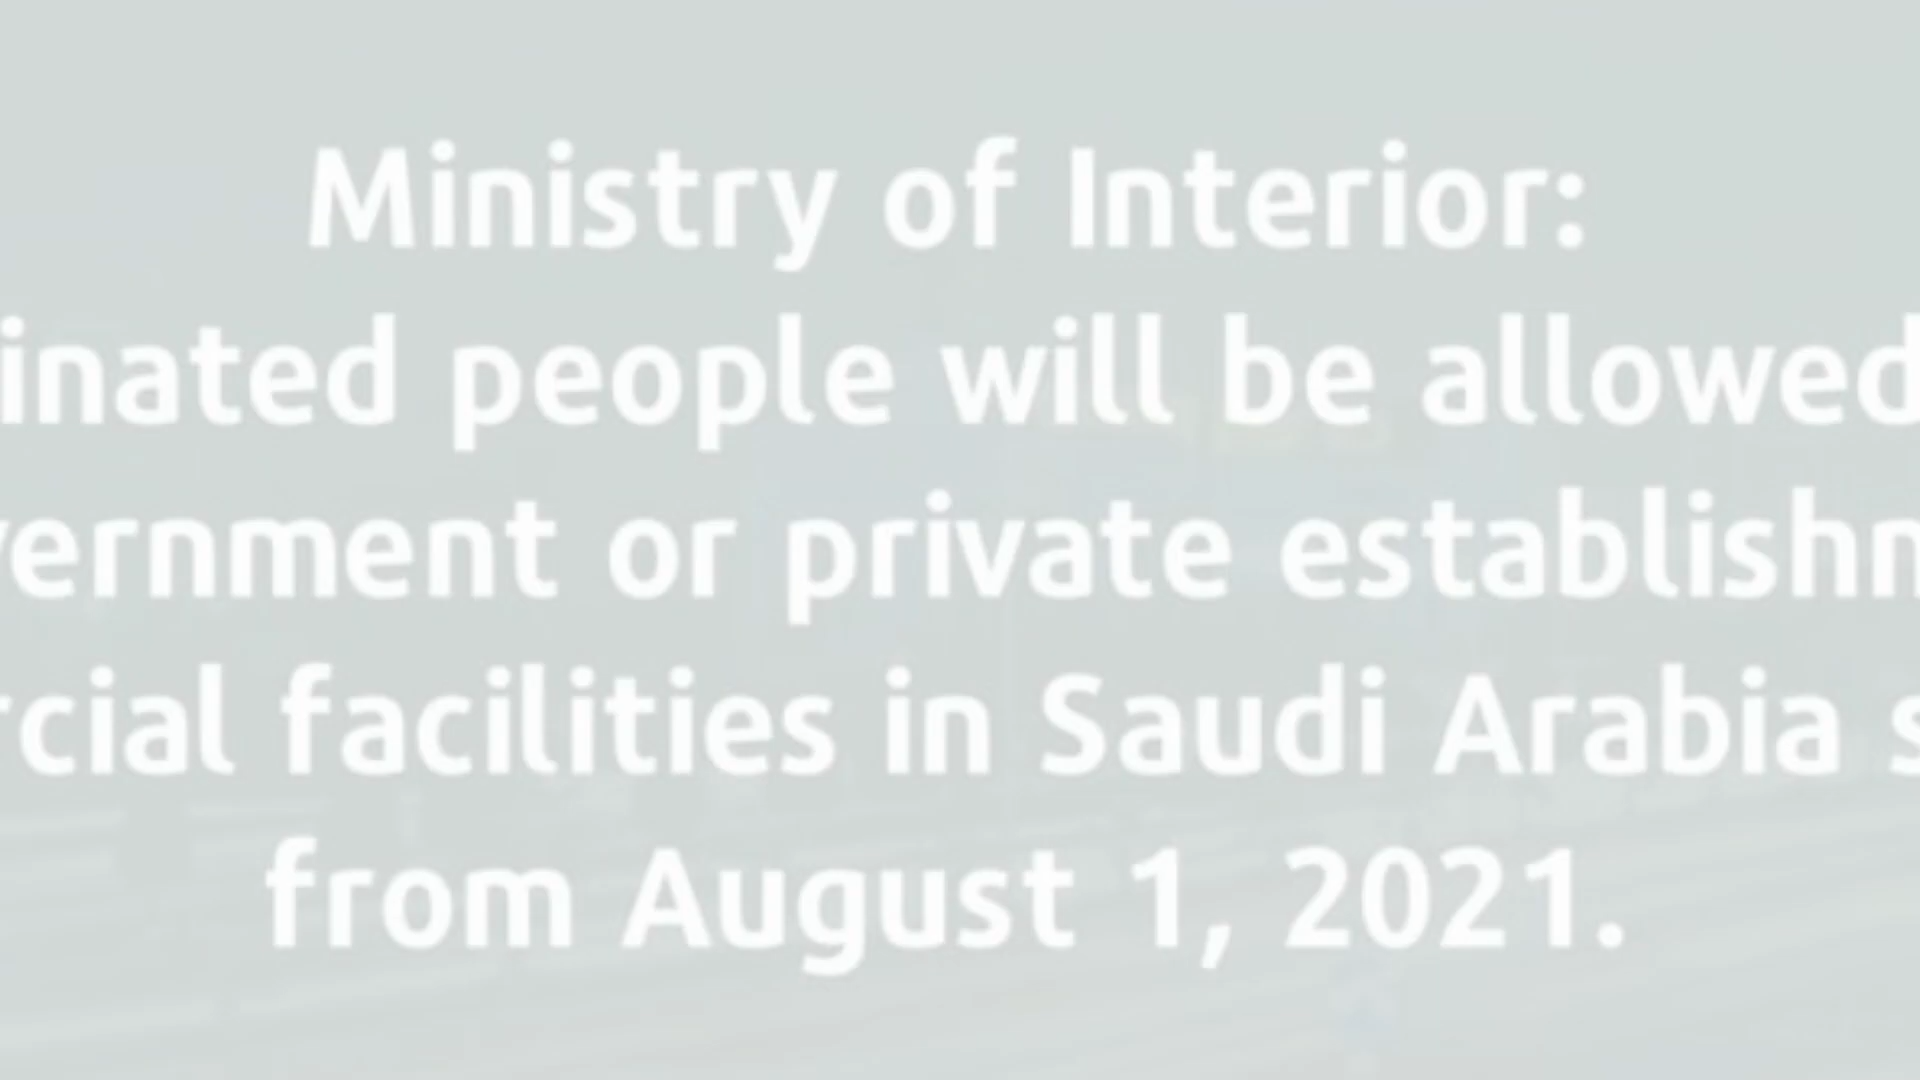 Ministry of Interior:
inated people will be allowed
vernment or private establishm
rcial facilities in Saudi Arabia s
from August 1, 2021.